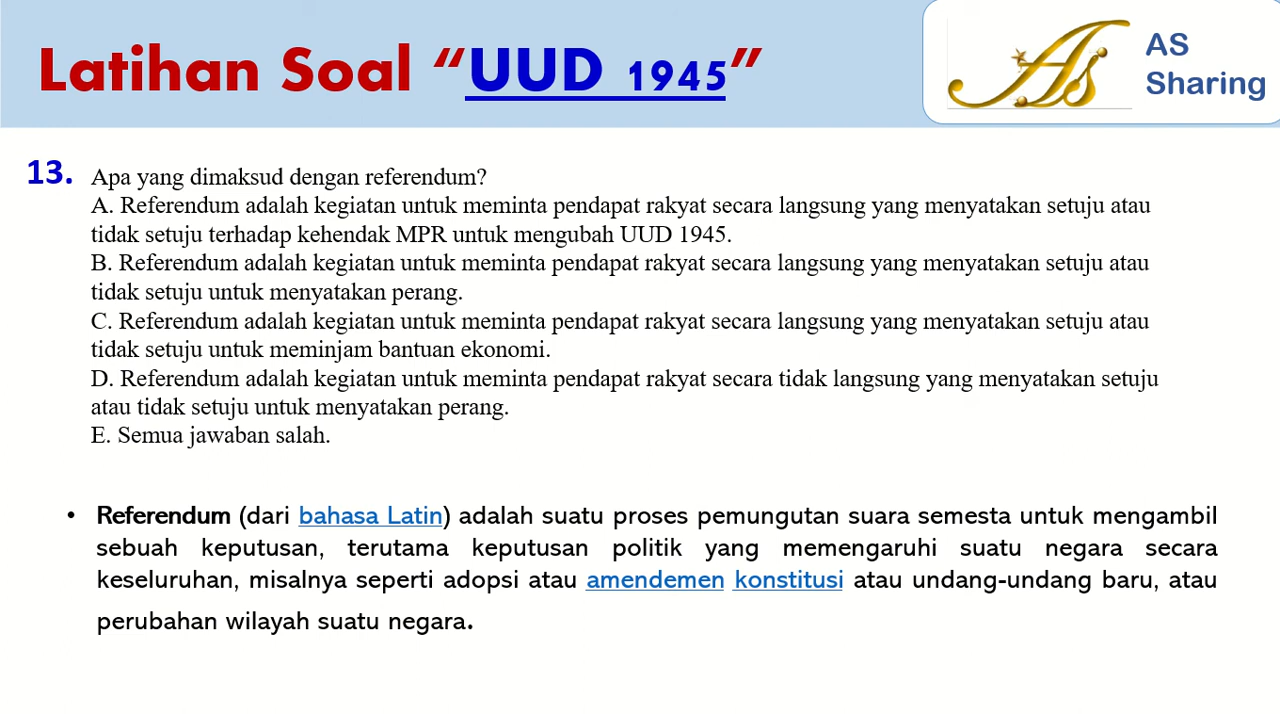 Latihan Soal “UUD 1945”
As
AS
Sharing
13. Apa yang dimaksud dengan referendum?
A. Referendum adalah kegiatan untuk meminta pendapat rakyat secara langsung yang menyatakan setuju atau
tidak setuju terhadap kehendak MPR untuk mengubah UUD 1945.
B. Referendum adalah kegiatan untuk meminta pendapat rakyat secara langsung yang menyatakan setuju atau
tidak setuju untuk menyatakan perang.
C. Referendum adalah kegiatan untuk meminta pendapat rakyat secara langsung yang menyatakan setuju atau
tidak setuju untuk meminjam bantuan ekonomi.
D. Referendum adalah kegiatan untuk meminta pendapat rakyat secara tidak langsung yang menyatakan setuju
atau tidak setuju untuk menyatakan perang.
E. Semua jawaban salah.
• Referendum (dari bahasa Latin) adalah suatu proses pemungutan suara semesta untuk mengambil
sebuah keputusan, terutama keputusan politik yang memengaruhi suatu negara secara
keseluruhan, misalnya seperti adopsi atau amendemen konstitusi atau undang-undang baru, atau
perubahan wilayah suatu negara.